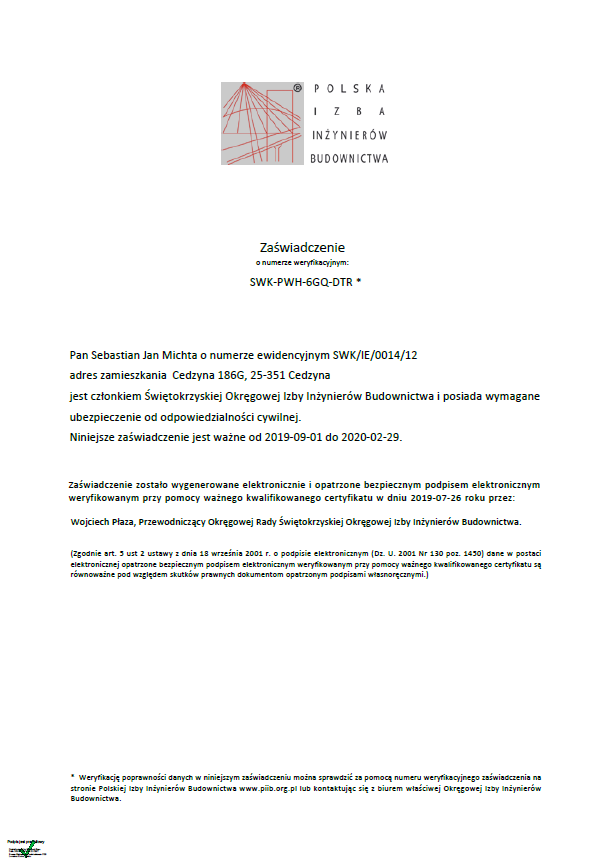 ®
POLSKA
IZBA
INŻYNIERÓW
BUDOWNICTWA
Zaświadczenie
o numerze weryfikacyjnym:
SWK-PWH-6GQ-DTR *
Pan Sebastian Jan Michta o numerze ewidencyjnym SWK/IE/0014/12
adres zamieszkania Cedzyna 186G, 25-351 Cedzyna
jest członkiem Świętokrzyskiej Okręgowej Izby Inżynierów Budownictwa i posiada wymagane
ubezpieczenie od odpowiedzialności cywilnej.
Niniejsze zaświadczenie jest ważne od 2019-09-01 do 2020-02-29.
Zaświadczenie zostało wygenerowane elektronicznie i opatrzone bezpiecznym podpisem elektronicznym
weryfikowanym przy pomocy ważnego kwalifikowanego certyfikatu w dniu 2019-07-26 roku przez:
Wojciech Płaza, Przewodniczący Okręgowej Rady Świętokrzyskiej Okręgowej Izby Inżynierów Budownictwa.
(Zgodnie art. 5 ust 2 ustawy z dnia 18 września 2001 r. o podpisie elektronicznym (Dz. U. 2001 Nr 130 poz. 1450) dane w postaci
elektronicznej opatrzone bezpiecznym podpisem elektronicznym weryfikowanym przy pomocy ważnego kwalifikowanego certyfikatu są
równoważne pod względem skutków prawnych dokumentom opatrzonym podpisami własnoręcznymi.)
* Weryfikację poprawności danych w niniejszym zaświadczeniu można sprawdzić za pomocą numeru weryfikacyjnego zaświadczenia na
stronie Polskiej Izby Inżynierów Budownictwa www.piib.org.pl lub kontaktując się z biurem właściwej Okręgowej Izby Inżynierów
Budownictwa.
Podpis jest prawidłowy